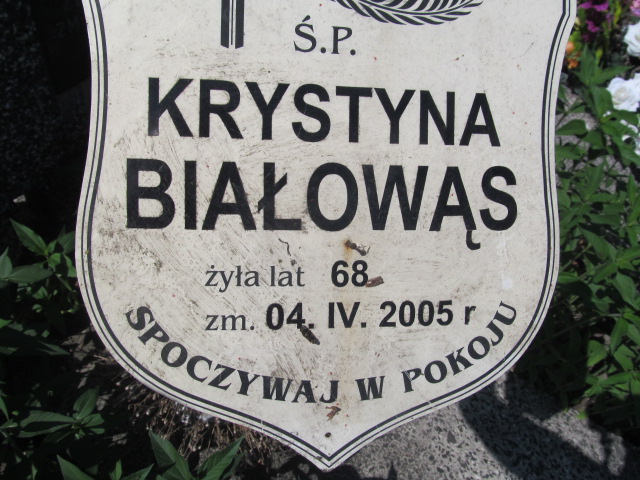 Ś.P.
KRYSTYNA
BIAŁOWĄS
żyła lat 68
zm. 04. IV. 2005 r
SPOCZYWAJ W POKOJU